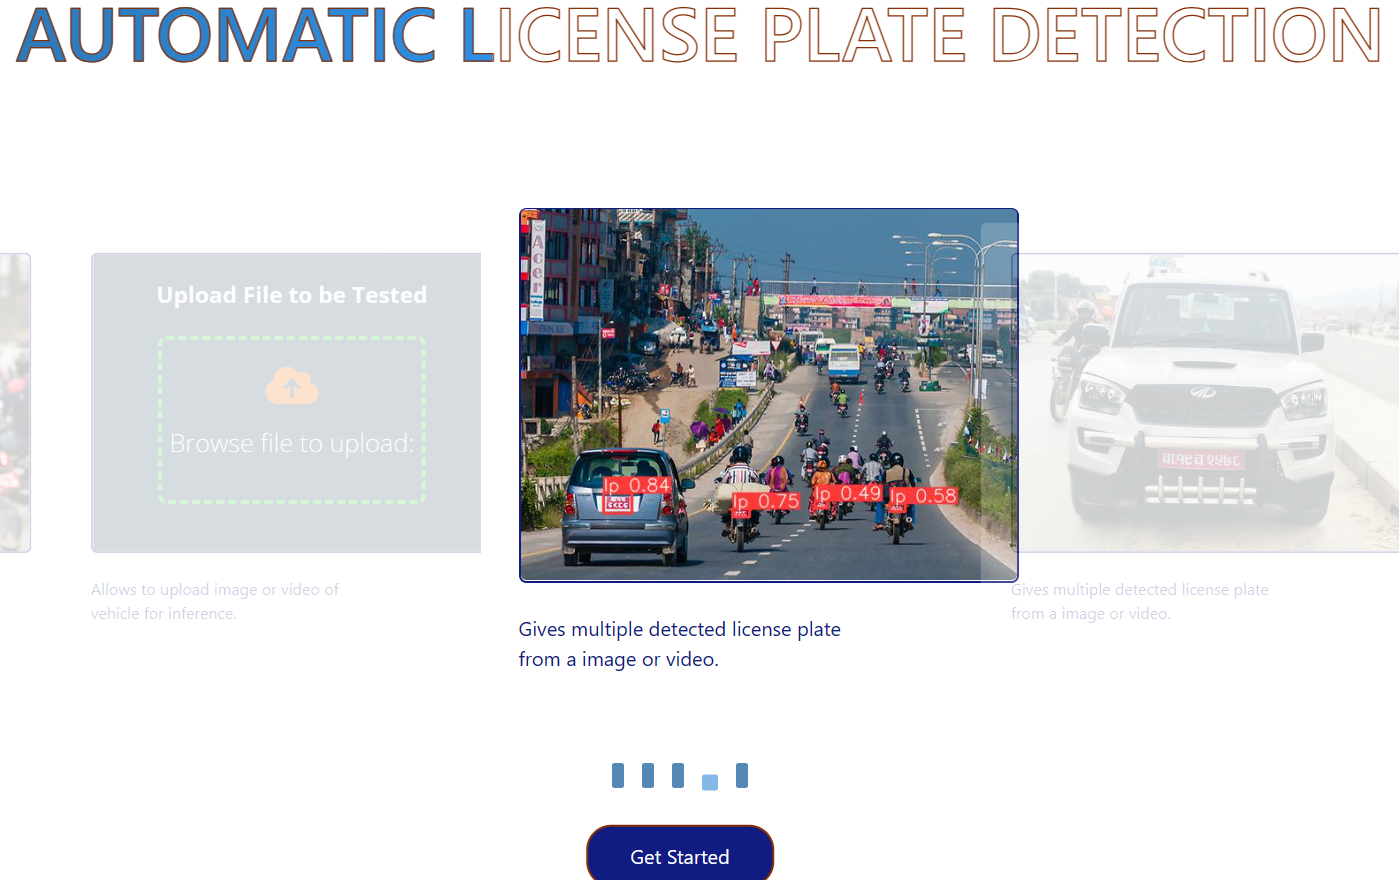 AUTOMATIC LICENSE PLATE DETECTION
Upload File to be Tested
Browse file to upload:
Allows to upload image or video of
vehicle for inference.
Acer
lp 0.84
lp 0.75
lp 0.49
lp 0.58
Gives multiple detected license plate
from a image or video.
Gives multiple detected license plate
from a image or video.
Get Started